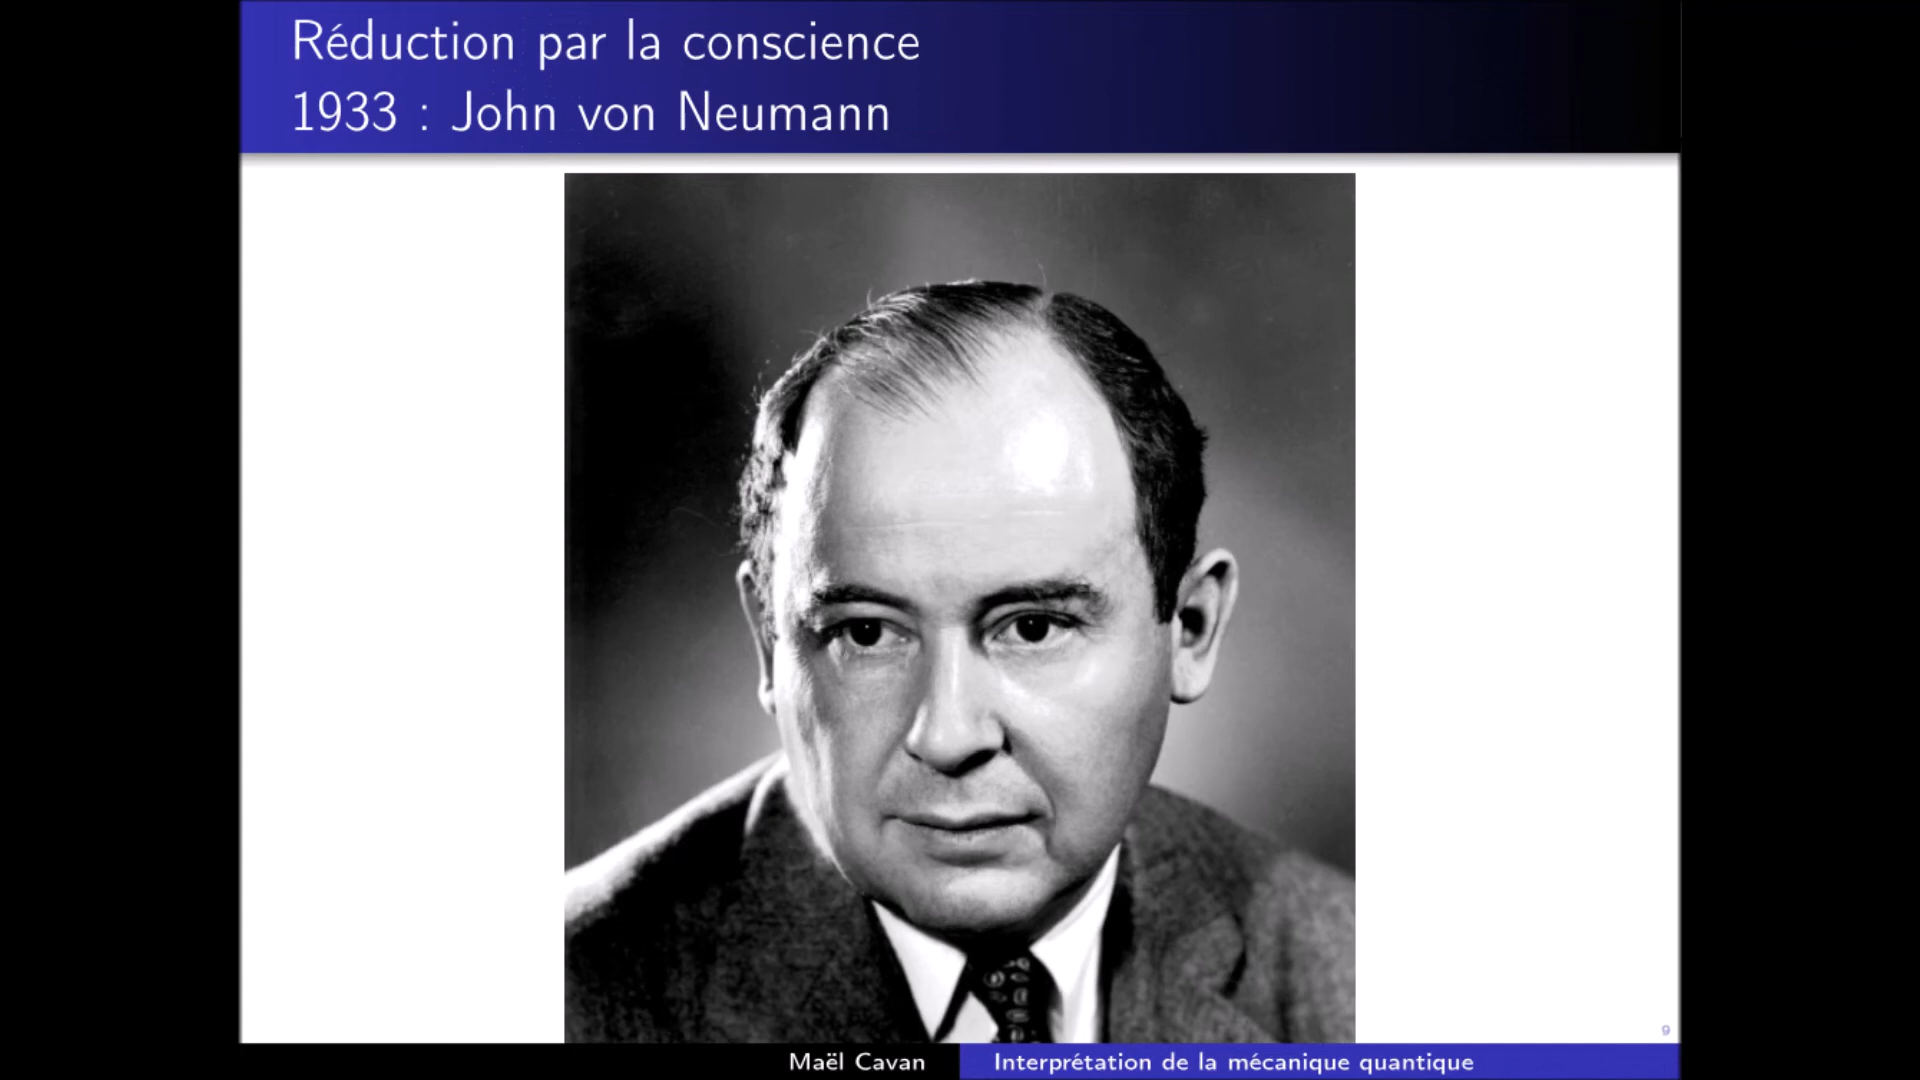 Réduction par la conscience
1933 : John von Neumann
9
Maël Cavan
Interprétation de la mécanique quantique